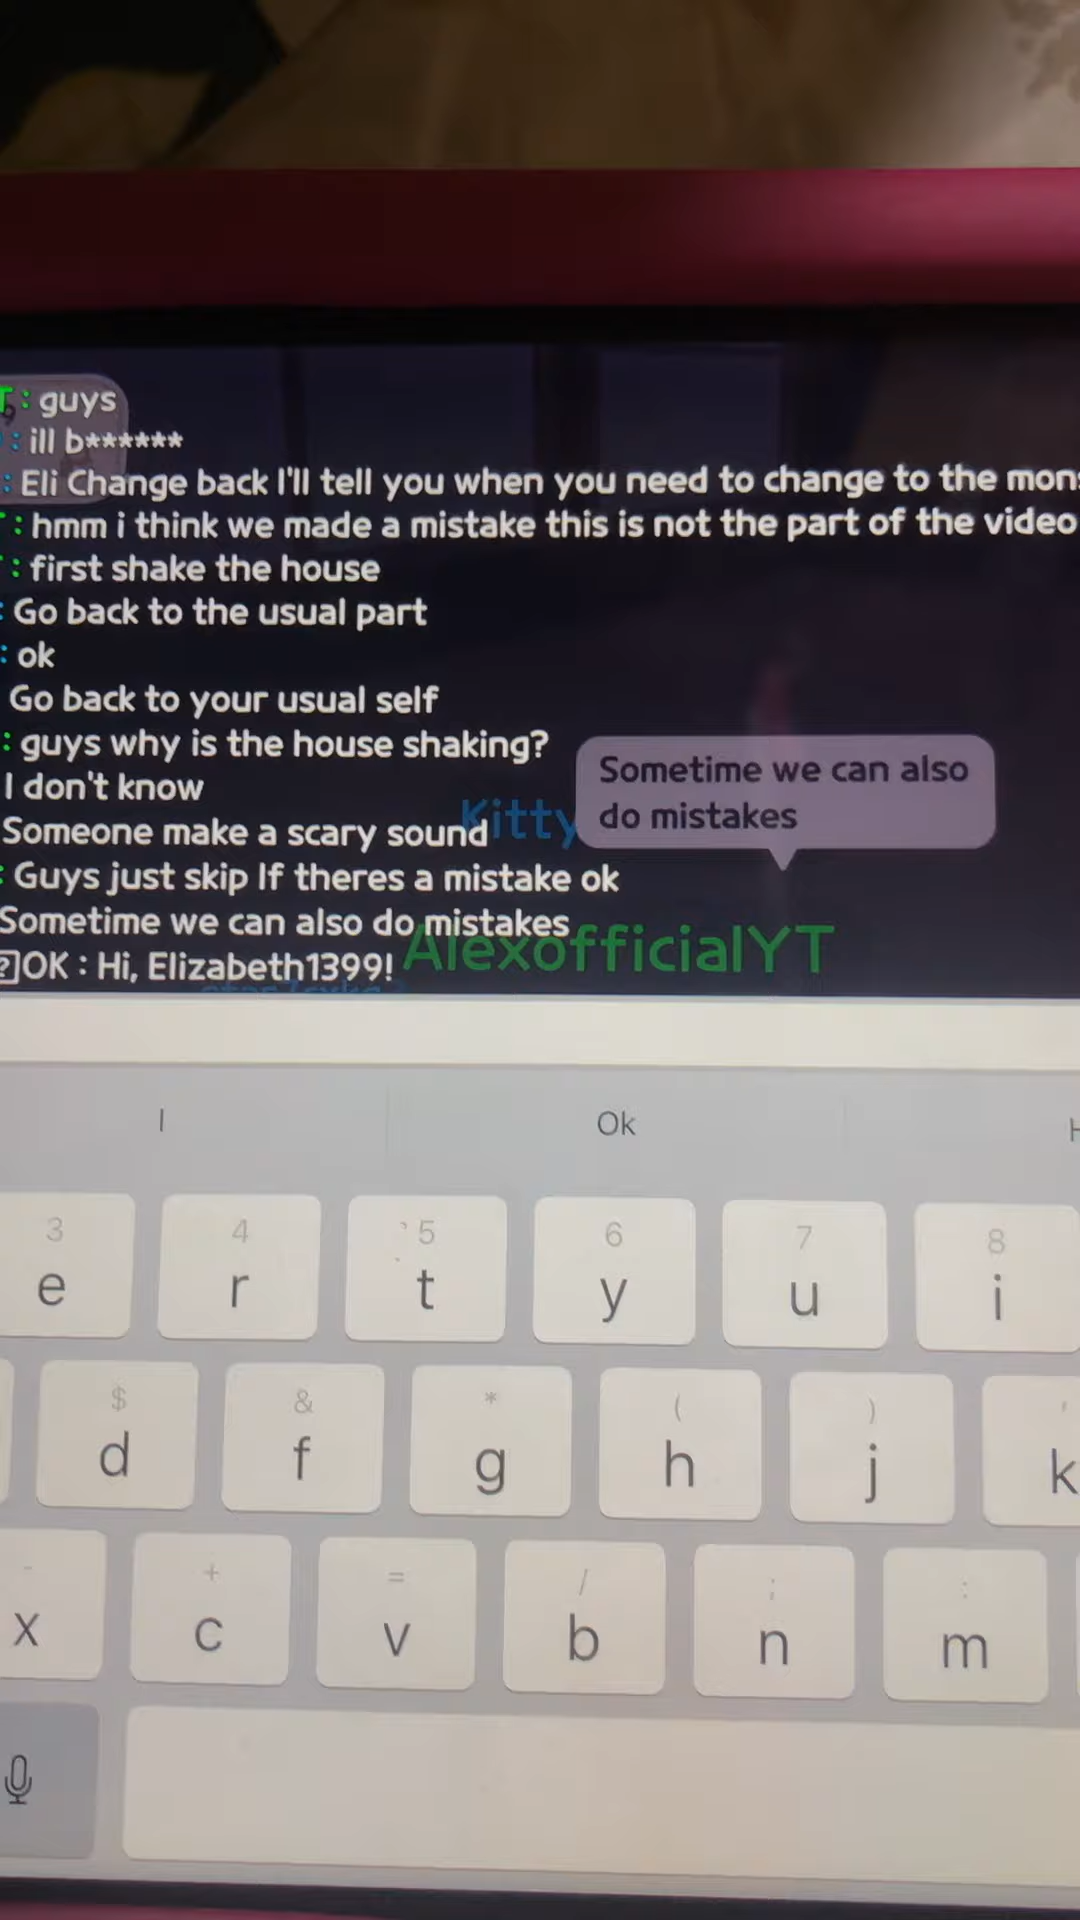 T : guys
: ill b******
: Eli Change back I'll tell you when you need to change to the
: hmm i think we made a mistake this is not the part of the video
: first shake the house
: Go back to the usual part
: ok
Go back to your usual self
: guys why is the house shaking?
I don't know
Someone make a scary sound
: Guys just skip If theres a mistake ok
Sometime we can also do mistakes
OK : Hi, Elizabeth1399!
Sometime we can also
do mistakes
Kitty
AlexofficialYT
I Ok
3 4 5 6 7 8
e r t y u i
$ & * ( ) '
d f g h j k
- + = / ; :
x c v b n m